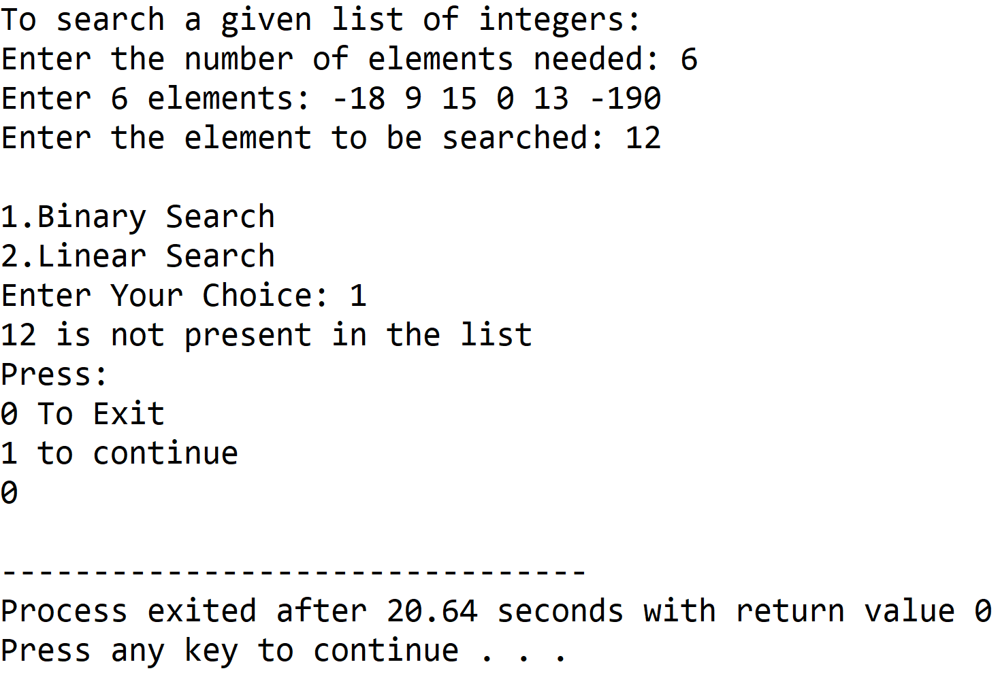 To search a given list of integers:
Enter the number of elements needed: 6
Enter 6 elements: -18 9 15 0 13 -190
Enter the element to be searched: 12
1.Binary Search
2.Linear Search
Enter Your Choice: 1
12 is not present in the list
Press:
0 To Exit
1 to continue
0
--------------------------------
Process exited after 20.64 seconds with return value 0
Press any key to continue . . .